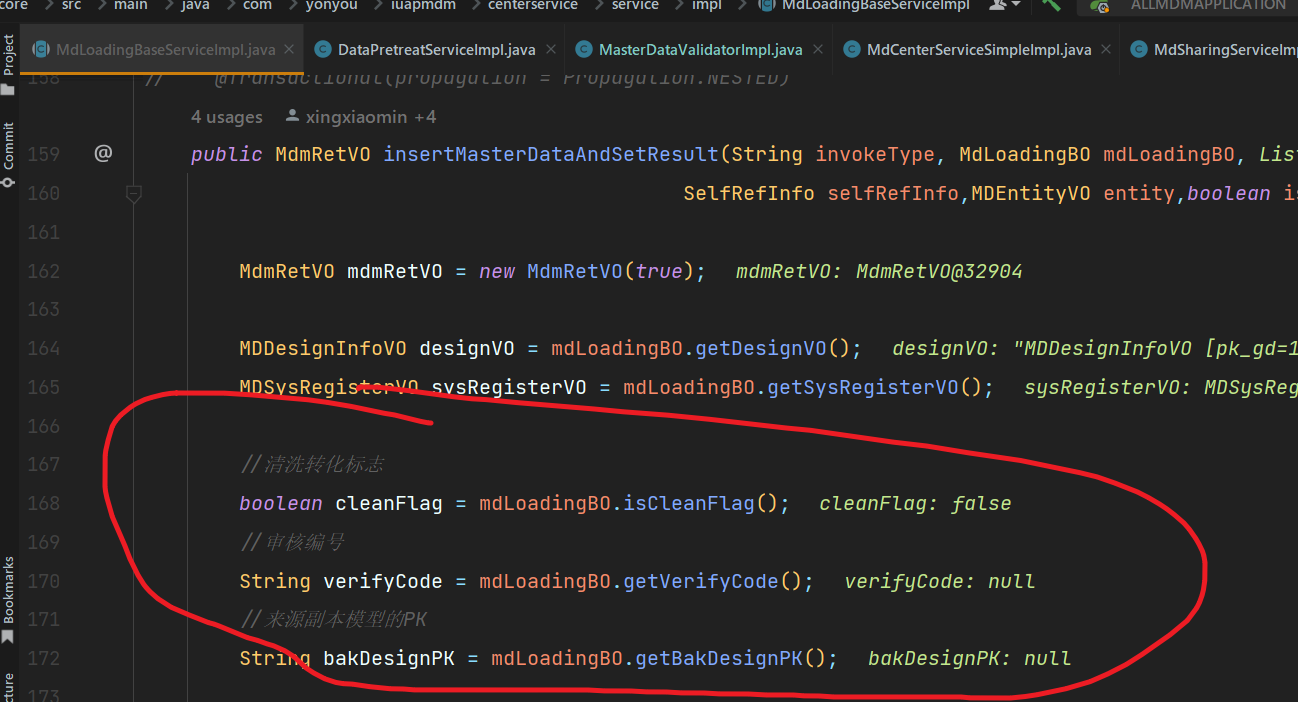 core > src > main > java > com > yonyou > iuapmdm > centerservice > service > impl > MdLoadingBaseServiceImpl ALLMDMAPPLICATION
MdLoadingBaseServiceImpl.java × DataPretreatServiceImpl.java × MasterDataValidatorImpl.java × MdCenterServiceSimpleImpl.java × MdSharingServiceImp
Project
Commit
Bookmarks
cture
158 // @Transactional(propagation = Propagation.NESTED)
4 usages xingxiaomin +4
159 @ public MdmRetVO insertMasterDataAndSetResult(String invokeType, MdLoadingBO mdLoadingBO, List
160 SelfRefInfo selfRefInfo,MDEntityVO entity,boolean is
161
162 MdmRetVO mdmRetVO = new MdmRetVO(true); mdmRetVO: MdmRetVO@32904
163
164 MDDesignInfoVO designVO = mdLoadingBO.getDesignVO(); designVO: "MDDesignInfoVO [pk_gd=1
165 MDSysRegisterVO sysRegisterVO = mdLoadingBO.getSysRegisterVO(); sysRegisterVO: MDSysReg
166
167 //清洗转化标志
168 boolean cleanFlag = mdLoadingBO.isCleanFlag(); cleanFlag: false
169 //审核编号
170 String verifyCode = mdLoadingBO.getVerifyCode(); verifyCode: null
171 //来源副本模型的PK
172 String bakDesignPK = mdLoadingBO.getBakDesignPK(); bakDesignPK: null
173